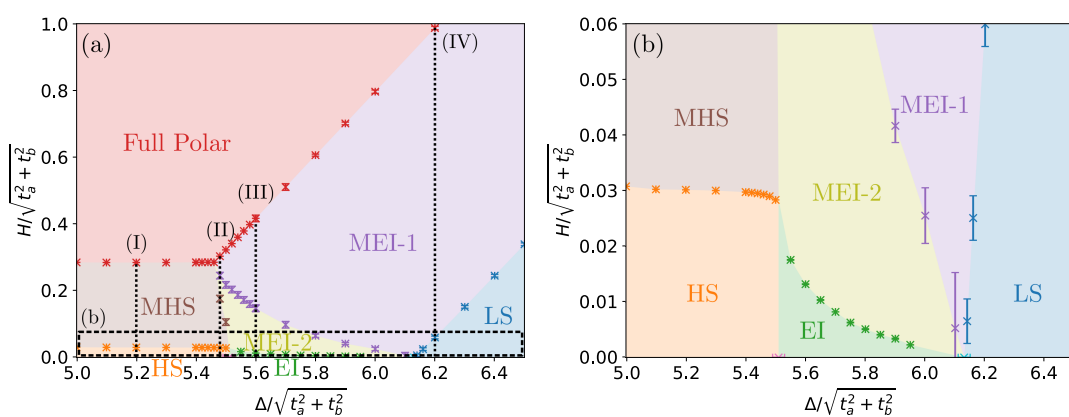 (a)
(IV)
Full Polar
(III)
(II)
(I)
MEI-1
MHS
LS
(b)
MEI-2
HS
EI
1.0
0.8
0.6
0.4
0.2
0.0
H/√t_a^2 + t_b^2
5.0 5.2 5.4 5.6 5.8 6.0 6.2 6.4
Δ/√t_a^2 + t_b^2
(b)
MEI-1
MHS
MEI-2
HS
LS
EI
0.06
0.05
0.04
0.03
0.02
0.01
0.00
H/√t_a^2 + t_b^2
5.0 5.2 5.4 5.6 5.8 6.0 6.2 6.4
Δ/√t_a^2 + t_b^2